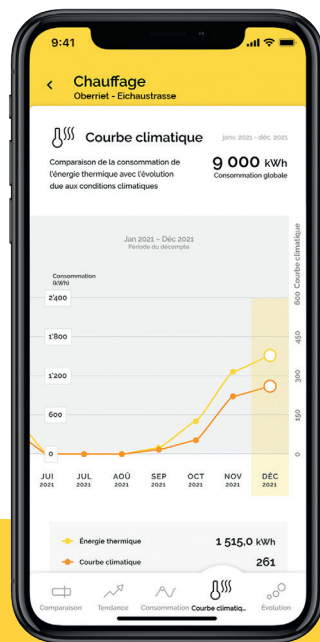 9:41
Chauffage
Oberriet - Eichaustrasse
Courbe climatique
janv. 2021 - déc. 2021
Comparaison de la consommation de
l'énergie thermique avec l'évolution
due aux conditions climatiques
9 000 kWh
Consommation globale
Jan 2021 – Déc 2021
Période du décompte
Consommation
(kWh)
Courbe climatique
2'400
600
1'800
450
1'200
300
600
150
0
0
JUI JUL AOÛ SEP OCT NOV DÉC
2021 2021 2021 2021 2021 2021 2021
Énergie thermique 1 515,0 kWh
Courbe climatique 261
Comparaison Tendance Consommation Courbe climatiq... Évolution